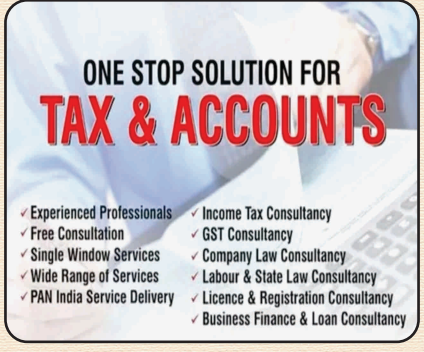 ONE STOP SOLUTION FOR
TAX & ACCOUNTS
✓ Experienced Professionals
✓ Free Consultation
✓ Single Window Services
✓ Wide Range of Services
✓ PAN India Service Delivery
✓ Income Tax Consultancy
✓ GST Consultancy
✓ Company Law Consultancy
✓ Labour & State Law Consultancy
✓ Licence & Registration Consultancy
✓ Business Finance & Loan Consultancy